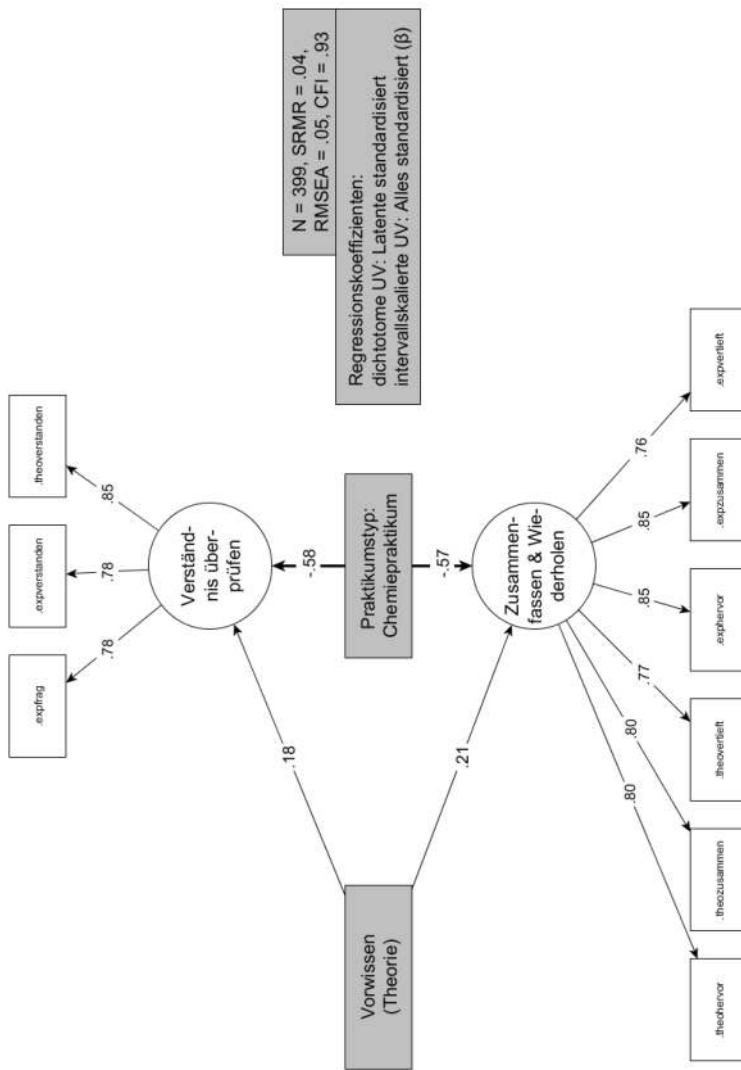 .expfrag
.expverstanden
.theoverstanden
.78
.78
.85
Verständ-
nis über-
prüfen
.18
-.58
N = 399, SRMR = .04,
RMSEA = .05, CFI = .93
Vorwissen
(Theorie)
Praktikumstyp:
Chemiepraktikum
Regressionskoeffizienten:
dichtotome UV: Latente standardisiert
intervallskalierte UV: Alles standardisiert (β)
.21
-.57
Zusammen-
fassen & Wie-
derholen
.80
.80
.77
.85
.85
.76
.theohervor
.theozusammen
.theovertieft
.exphervor
.expzusammen
.expvertieft